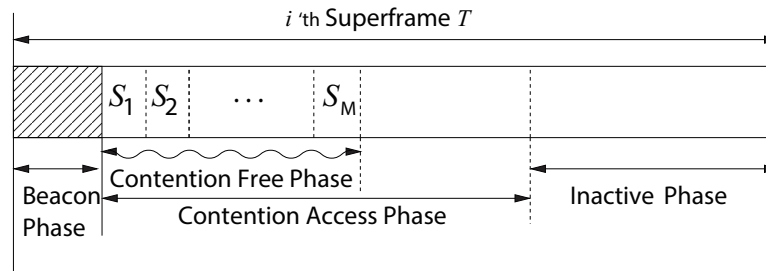 i 'th Superframe T
S1 S2 ... SM
Contention Free Phase
Beacon
Phase
Contention Access Phase
Inactive Phase